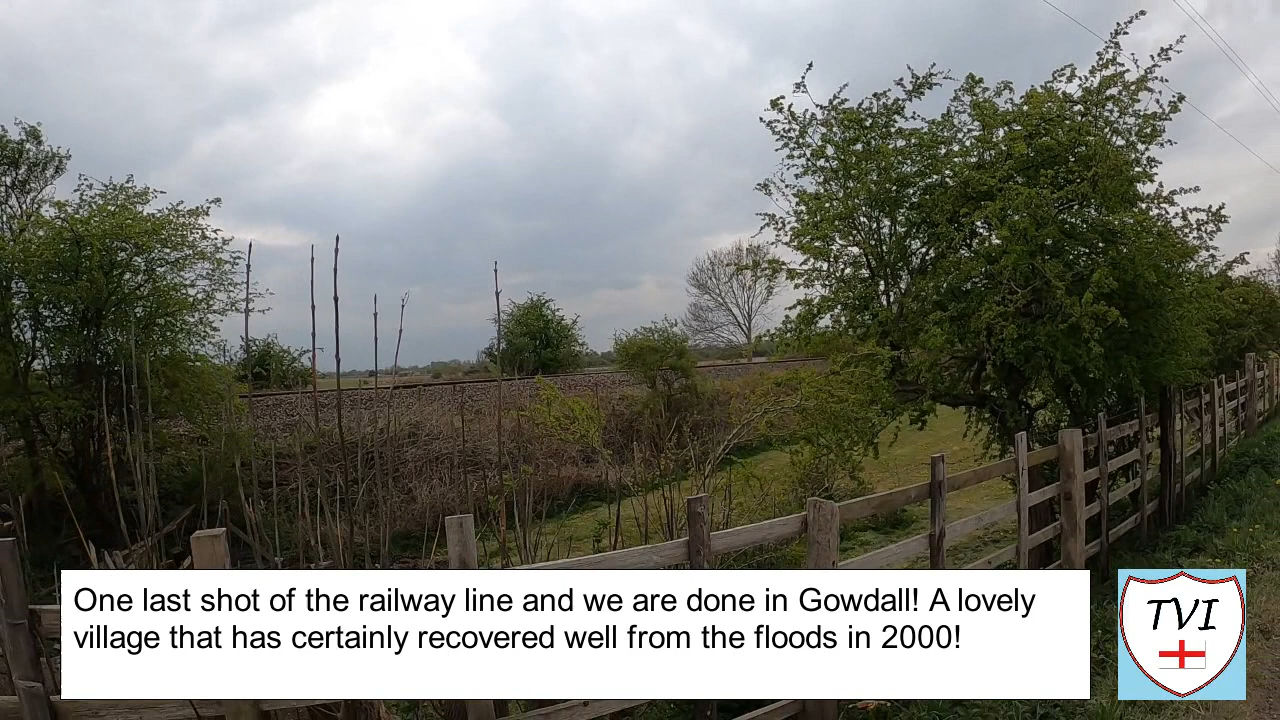 One last shot of the railway line and we are done in Gowdall! A lovely
village that has certainly recovered well from the floods in 2000!
TVI